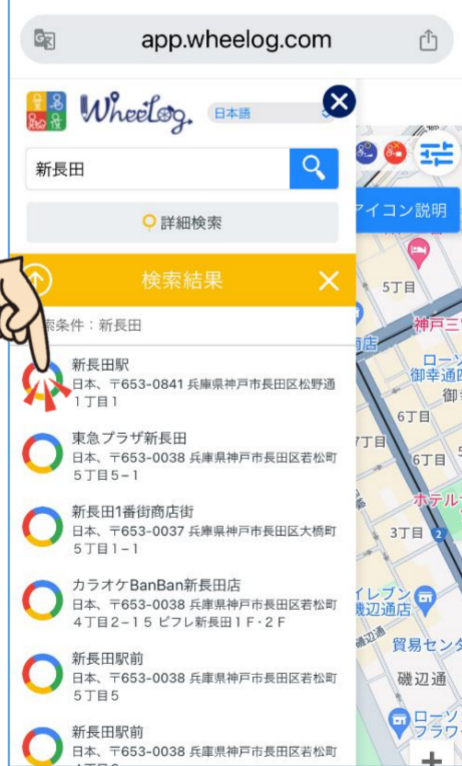 app.wheelog.com
WheeLog.
日本語
新長田
詳細検索
アイコン説明
検索結果
索条件：新長田
新長田駅
日本、〒653-0841 兵庫県神戸市長田区松野通
1丁目1
東急プラザ新長田
日本、〒653-0038 兵庫県神戸市長田区若松町
5丁目5−1
新長田1番街商店街
日本、〒653-0037 兵庫県神戸市長田区大橋町
5丁目1−1
カラオケBanBan新長田店
日本、〒653-0038 兵庫県神戸市長田区若松町
4丁目2−15 ピフレ新長田1F・2F
新長田駅前
日本、〒653-0038 兵庫県神戸市長田区若松町
5丁目5
新長田駅前
日本、〒653-0038 兵庫県神戸市長田区若松町
5丁目
神戸三
ローソ
御幸通
6丁目
7丁目
6丁目
ホテル
3丁目
2
イレブン
磯辺通店
貿易セン
磯辺通
ローソ
フラワ